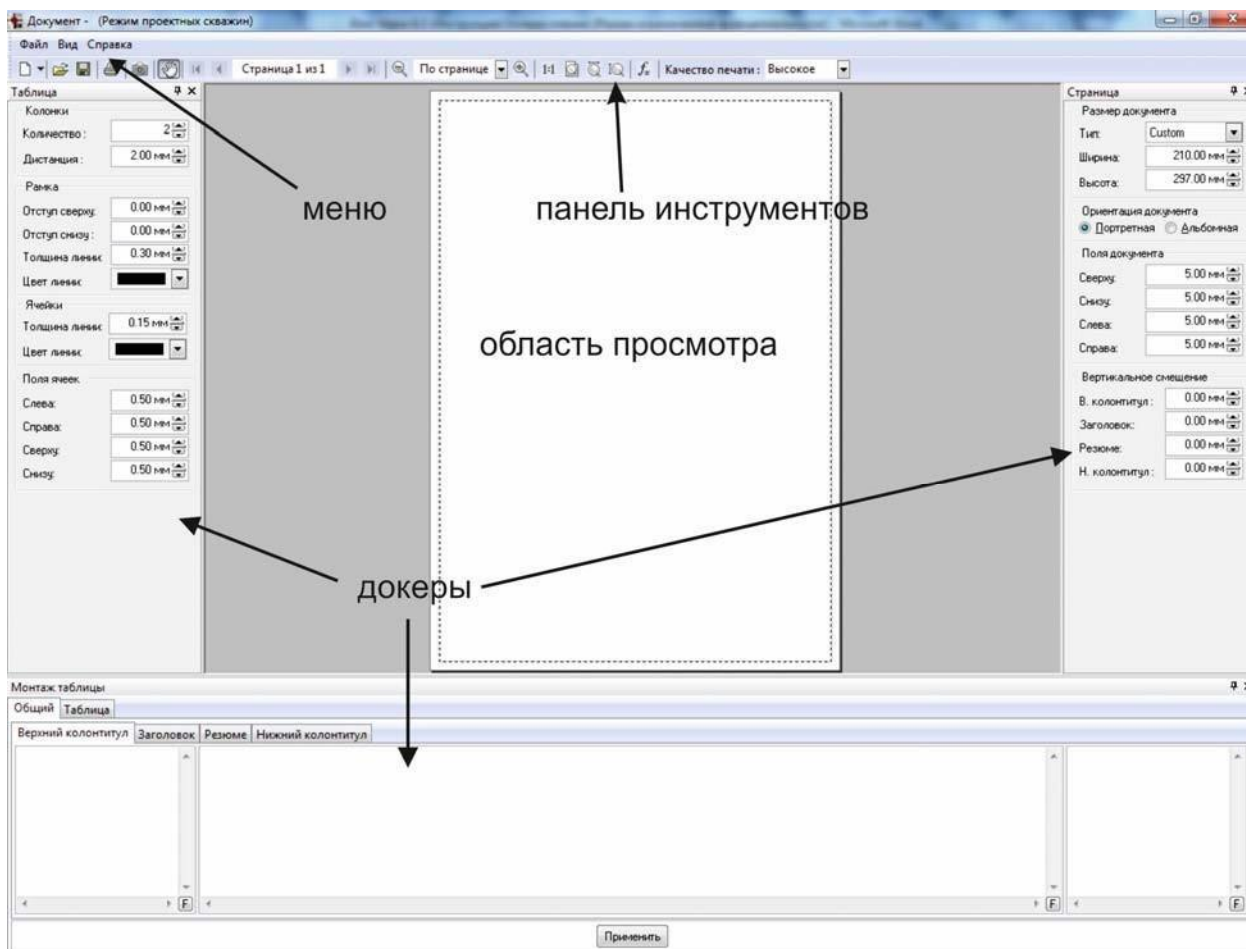 Документ - (Режим проектных скважин)
Файл Вид Справка
Страница 1 из 1 По странице 1:1 Качество печати : Высокое
Таблица
Колонки
Количество : 2
Дистанция : 2.00 мм
Рамка
Отступ сверху: 0.00 мм
Отступ снизу : 0.00 мм
Толщина линии: 0.30 мм
Цвет линии:
Ячейки
Толщина линии: 0.15 мм
Цвет линии:
Поля ячеек
Слева: 0.50 мм
Справа: 0.50 мм
Сверху: 0.50 мм
Снизу: 0.50 мм
меню
панель инструментов
область просмотра
докеры
Страница
Размер документа
Тип: Custom
Ширина: 210.00 мм
Высота: 297.00 мм
Ориентация документа
Портретная Альбомная
Поля документа
Сверху: 5.00 мм
Снизу: 5.00 мм
Слева: 5.00 мм
Справа: 5.00 мм
Вертикальное смещение
В. колонтитул : 0.00 мм
Заголовок: 0.00 мм
Резюме: 0.00 мм
Н. колонтитул : 0.00 мм
Монтаж таблицы
Общий Таблица
Верхний колонтитул Заголовок Резюме Нижний колонтитул
F F F
Применить